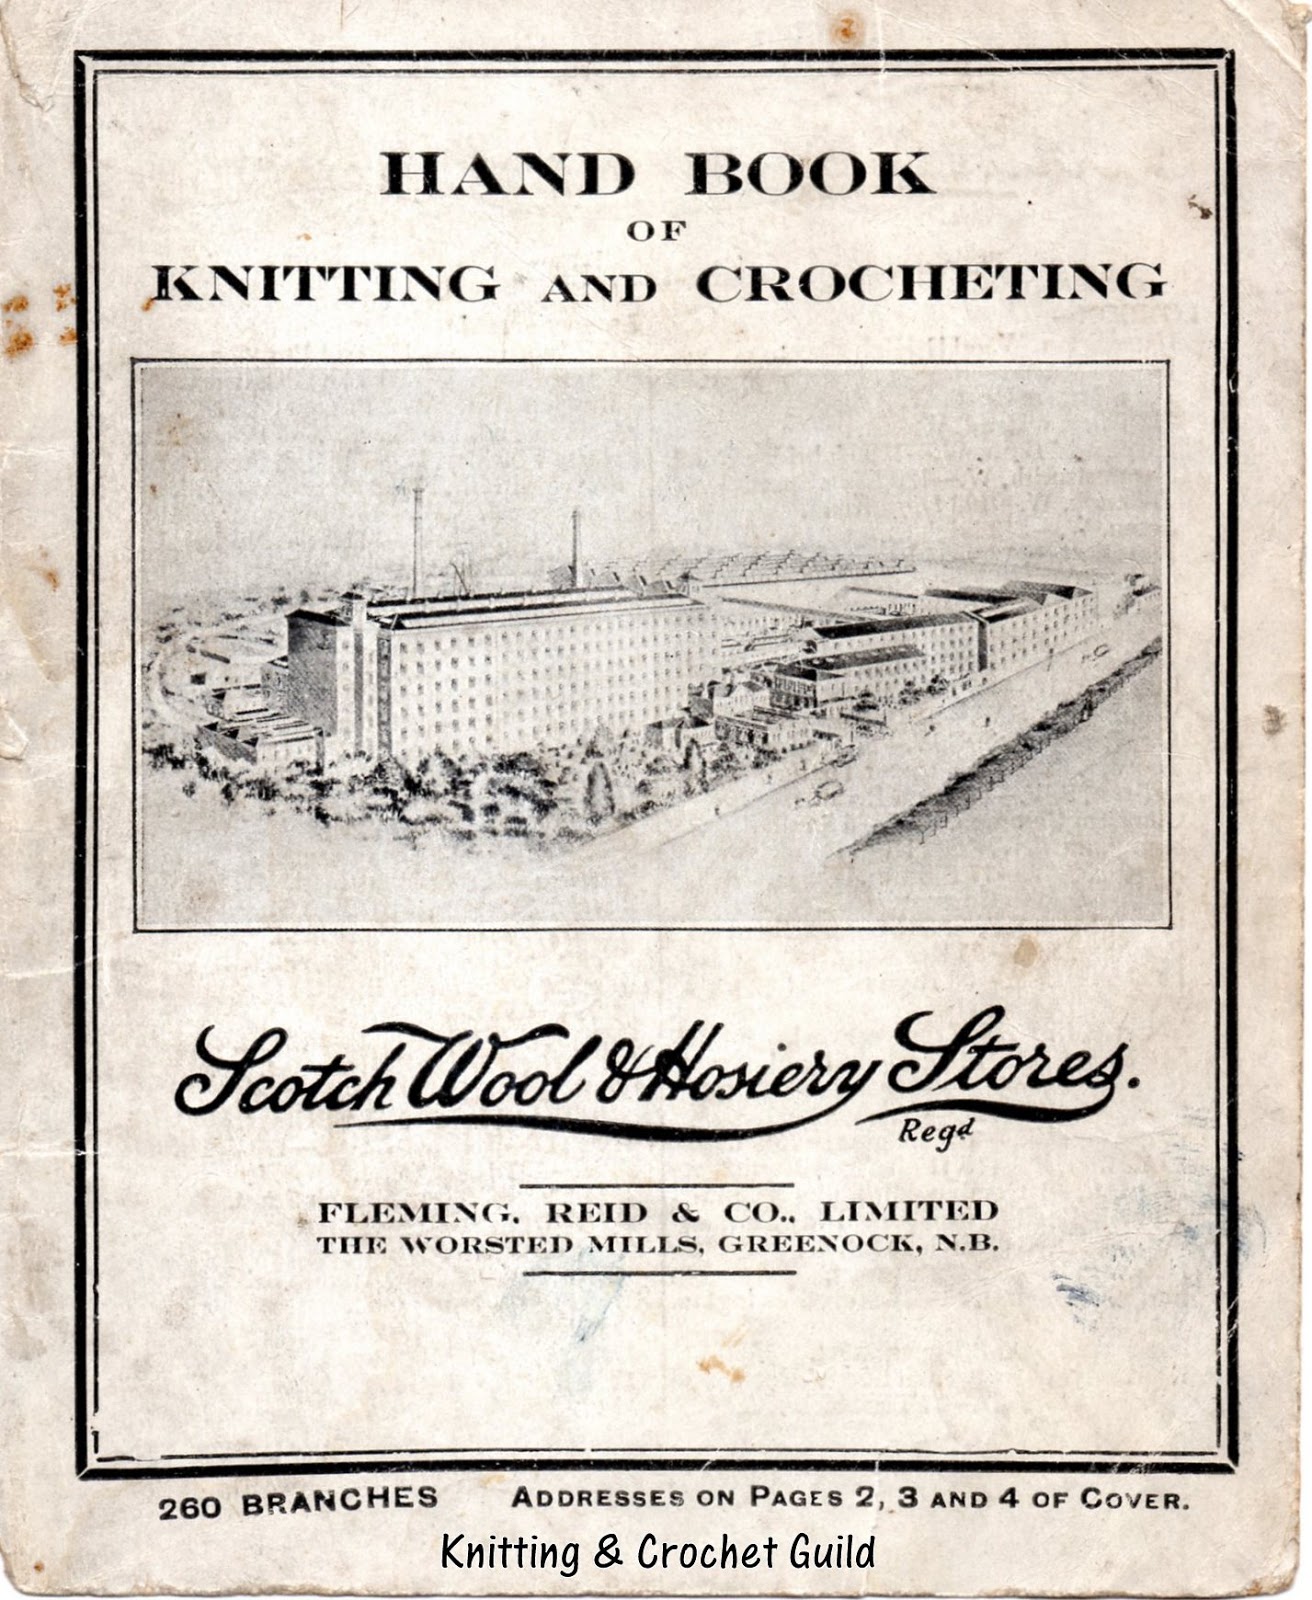 HAND BOOK
OF
KNITTING AND CROCHETING
Scotch Wool & Hosiery Stores.
Regd
FLEMING, REID & CO., LIMITED
THE WORSTED MILLS, GREENOCK, N.B.
260 BRANCHES ADDRESSES ON PAGES 2, 3 AND 4 OF COVER.
Knitting & Crochet Guild